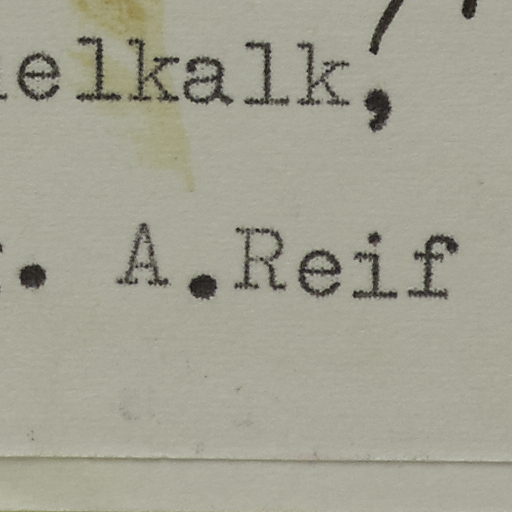 elkalk,
. A.Reif